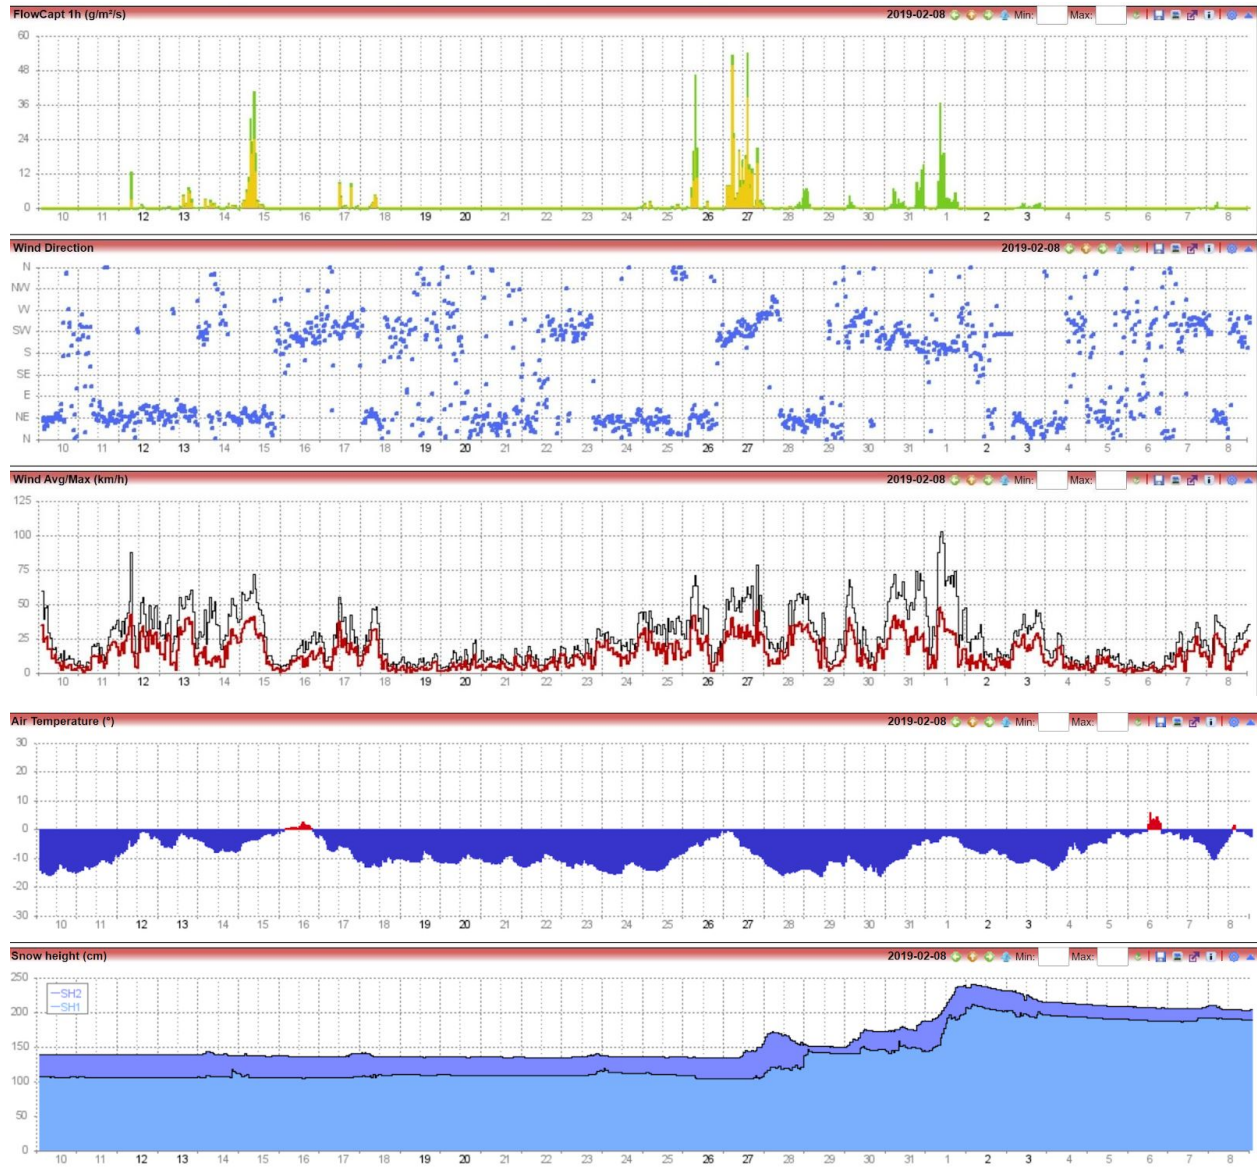 FlowCapt 1h (g/m²/s) 2019-02-08 Min: Max:
60
48
36
24
12
0
10 11 12 13 14 15 16 17 18 19 20 21 22 23 24 25 26 27 28 29 30 31 1 2 3 4 5 6 7 8
Wind Direction 2019-02-08
N
NW
W
SW
S
SE
E
NE
N
10 11 12 13 14 15 16 17 18 19 20 21 22 23 24 25 26 27 28 29 30 31 1 2 3 4 5 6 7 8
Wind Avg/Max (km/h) 2019-02-08 Min: Max:
125
100
75
50
25
0
10 11 12 13 14 15 16 17 18 19 20 21 22 23 24 25 26 27 28 29 30 31 1 2 3 4 5 6 7 8
Air Temperature (°) 2019-02-08 Min: Max:
30
20
10
0
-10
-20
-30
10 11 12 13 14 15 16 17 18 19 20 21 22 23 24 25 26 27 28 29 30 31 1 2 3 4 5 6 7 8
Snow height (cm) 2019-02-08 Min: Max:
250
SH2
SH1
200
150
100
50
0
10 11 12 13 14 15 16 17 18 19 20 21 22 23 24 25 26 27 28 29 30 31 1 2 3 4 5 6 7 8